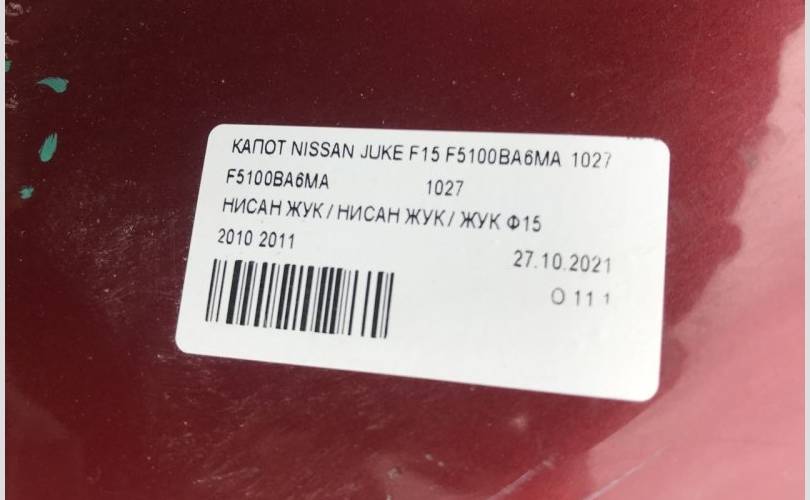 КАПОТ NISSAN JUKE F15 F5100BA6MA 1027
F5100BA6MA 1027
НИСАН ЖУК / НИСАН ЖУК / ЖУК Ф15
2010 2011
27.10.2021
О 11 1